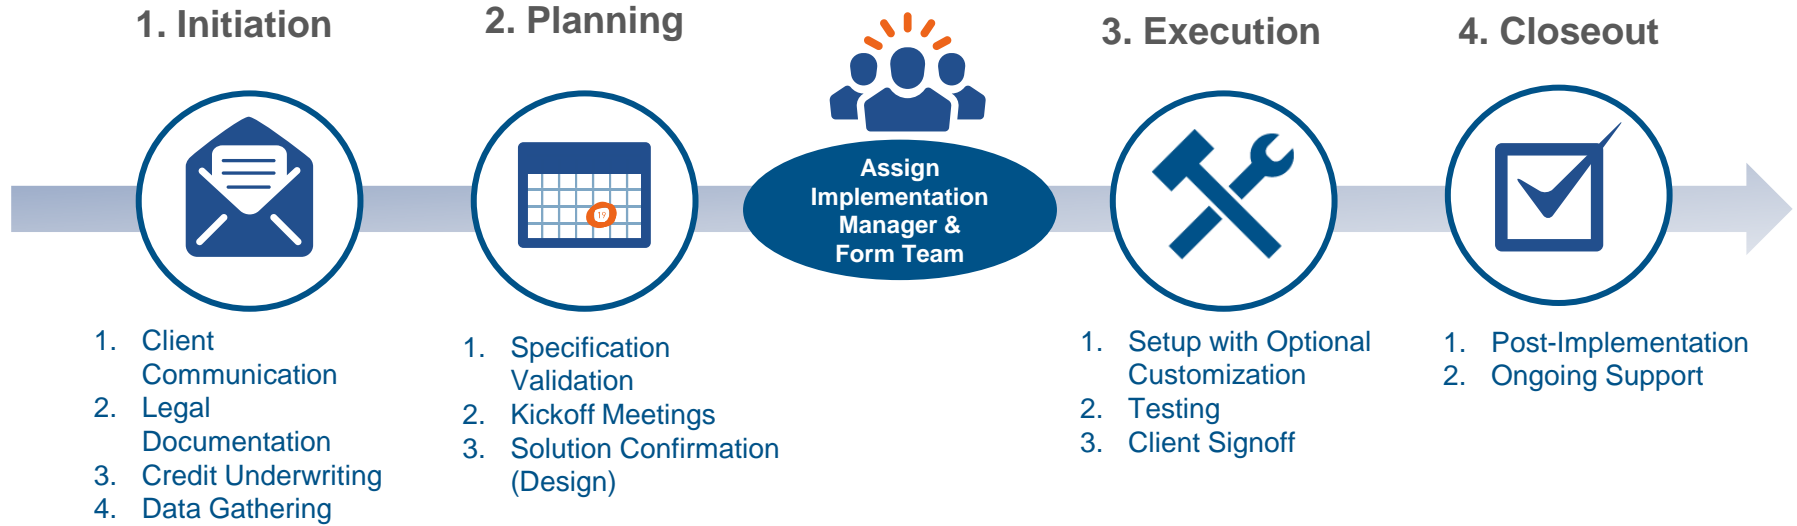 1. Initiation
2. Planning
3. Execution
4. Closeout
19
Assign
Implementation
Manager &
Form Team
1. Client
Communication
2. Legal
Documentation
3. Credit Underwriting
4. Data Gathering
1. Specification
Validation
2. Kickoff Meetings
3. Solution Confirmation
(Design)
1. Setup with Optional
Customization
2. Testing
3. Client Signoff
1. Post-Implementation
2. Ongoing Support